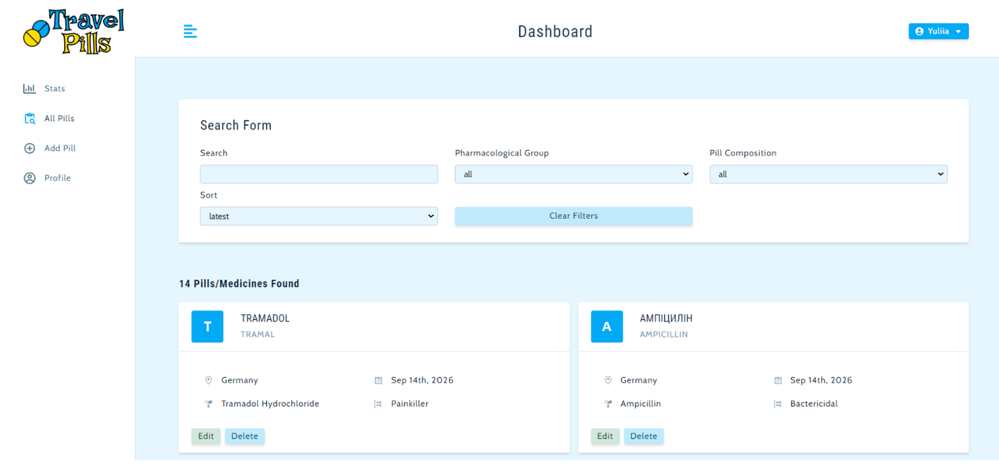 Travel
Pills
Dashboard
Yuliia
Stats
All Pills
Add Pill
Profile
Search Form
Search
Pharmacological Group
all
Pill Composition
all
Sort
latest
Clear Filters
14 Pills/Medicines Found
T
TRAMADOL
TRAMAL
Germany
Sep 14th, 2026
Tramadol Hydrochloride
Painkiller
Edit
Delete
А
АМПІЦИЛІН
AMPICILLIN
Germany
Sep 14th, 2026
Ampicillin
Bactericidal
Edit
Delete